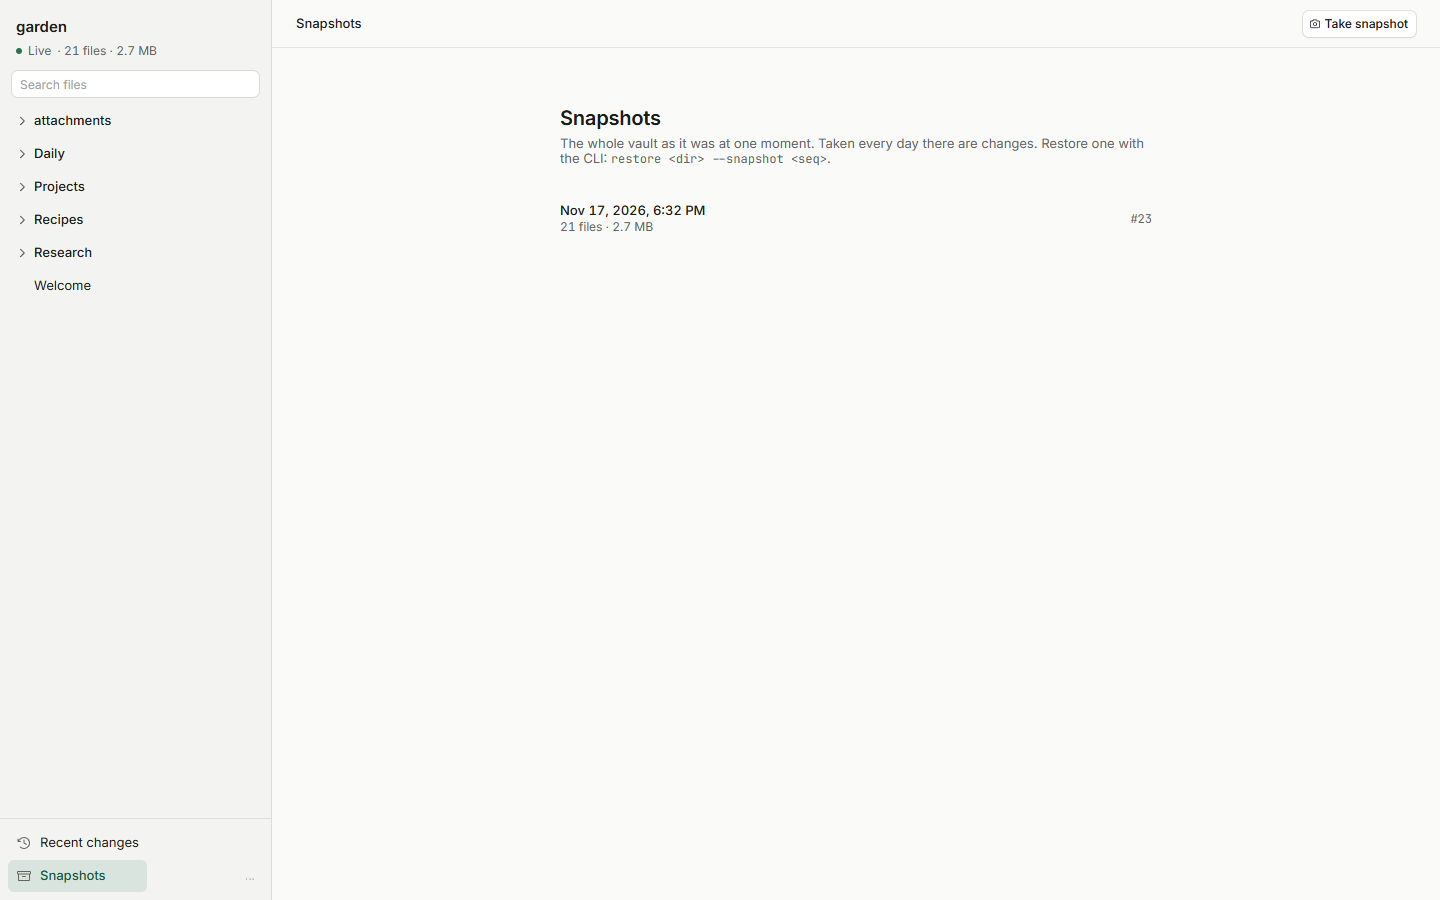 garden
Live · 21 files · 2.7 MB
Search files
attachments
Daily
Projects
Recipes
Research
Welcome
Recent changes
Snapshots
...
Snapshots
Take snapshot
Snapshots
The whole vault as it was at one moment. Taken every day there are changes. Restore one with
the CLI: restore <dir> --snapshot <seq>.
Nov 17, 2026, 6:32 PM
21 files · 2.7 MB
#23